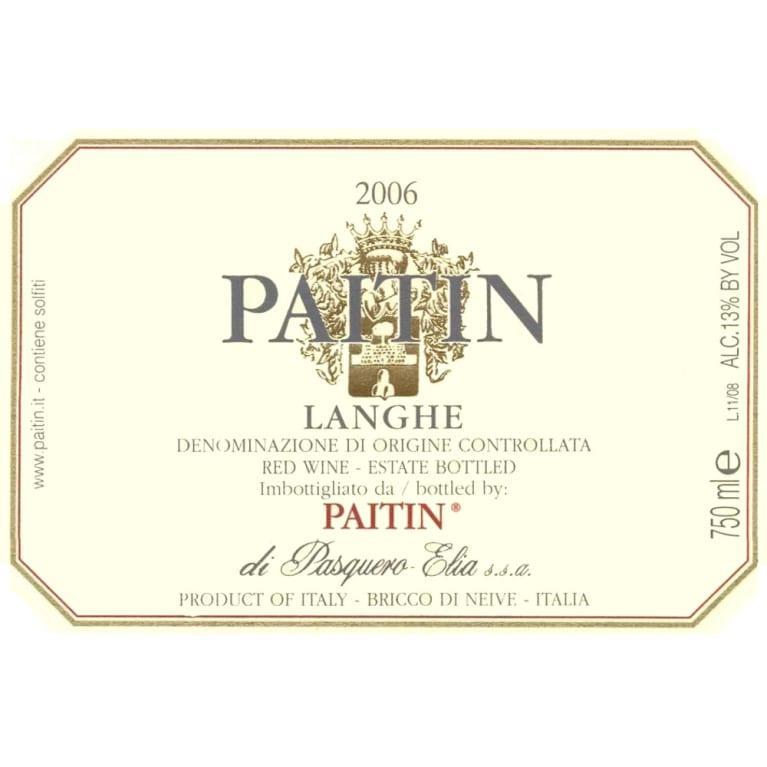 2006
PAITIN
LANGHE
DENOMINAZIONE DI ORIGINE CONTROLLATA
RED WINE - ESTATE BOTTLED
Imbottigliato da / bottled by:
PAITIN®
di Pasquero-Elia s.s.a.
PRODUCT OF ITALY - BRICCO DI NEIVE - ITALIA
www.paitin.it - contiene solfiti
750 ml e L11/08 ALC.13% BY VOL